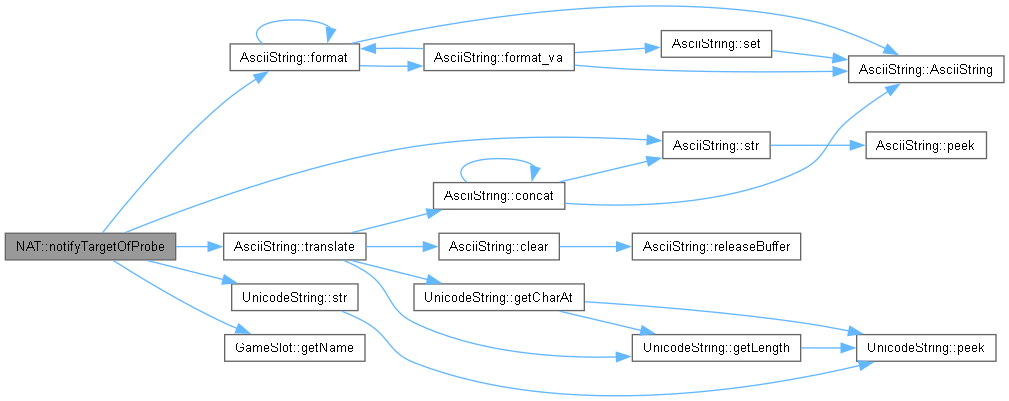 NAT::notifyTargetOfProbe
AsciiString::format
AsciiString::format_va
AsciiString::set
AsciiString::AsciiString
AsciiString::str
AsciiString::peek
AsciiString::concat
AsciiString::translate
AsciiString::clear
AsciiString::releaseBuffer
UnicodeString::str
UnicodeString::getCharAt
GameSlot::getName
UnicodeString::getLength
UnicodeString::peek